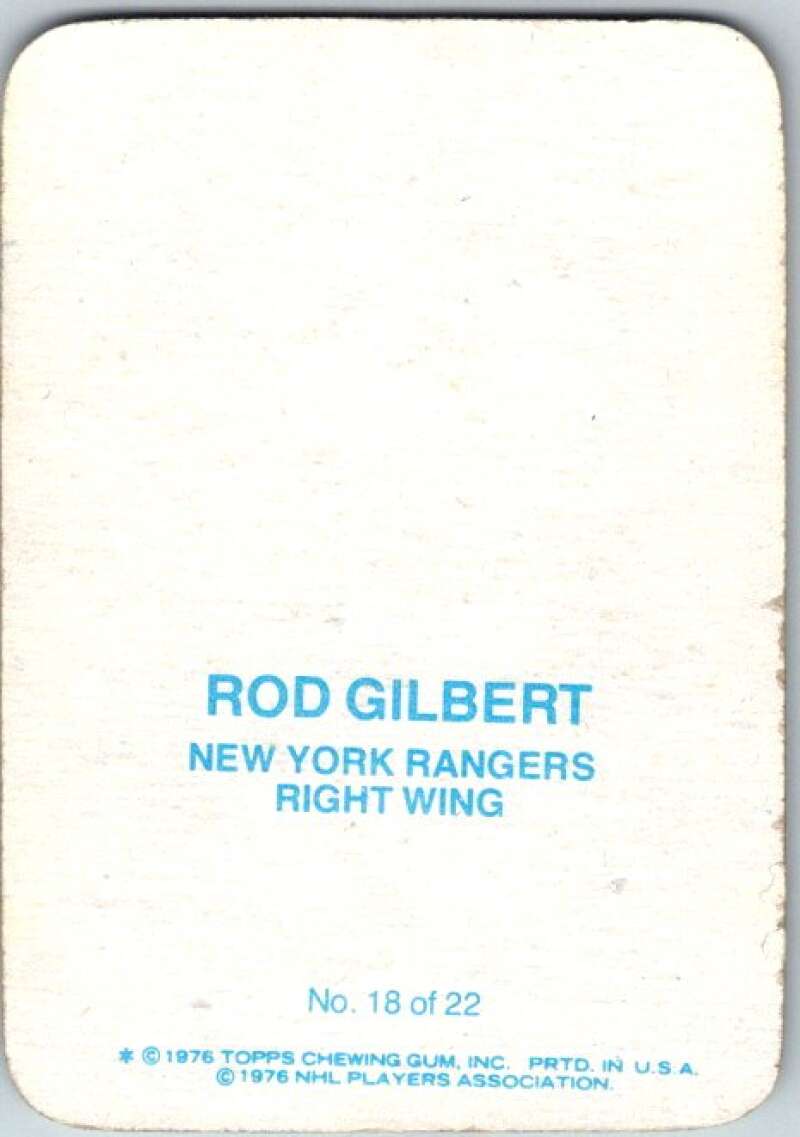 ROD GILBERT
NEW YORK RANGERS
RIGHT WING
No. 18 of 22
* © 1976 TOPPS CHEWING GUM, INC. PRTD. IN U.S.A.
© 1976 NHL PLAYERS ASSOCIATION.